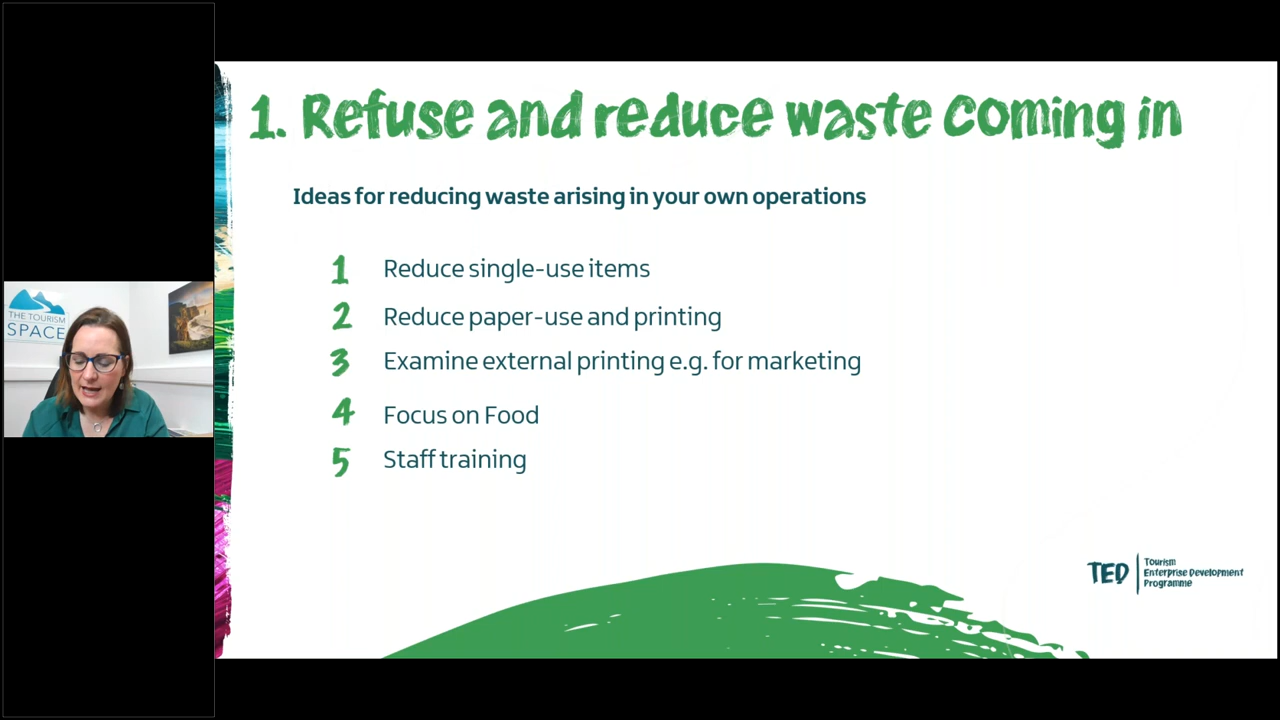 1. Refuse and reduce waste coming in
Ideas for reducing waste arising in your own operations
1 Reduce single-use items
2 Reduce paper-use and printing
3 Examine external printing e.g. for marketing
4 Focus on Food
5 Staff training
THE TOURISM
SPACE
TED
Tourism
Enterprise Development
Programme